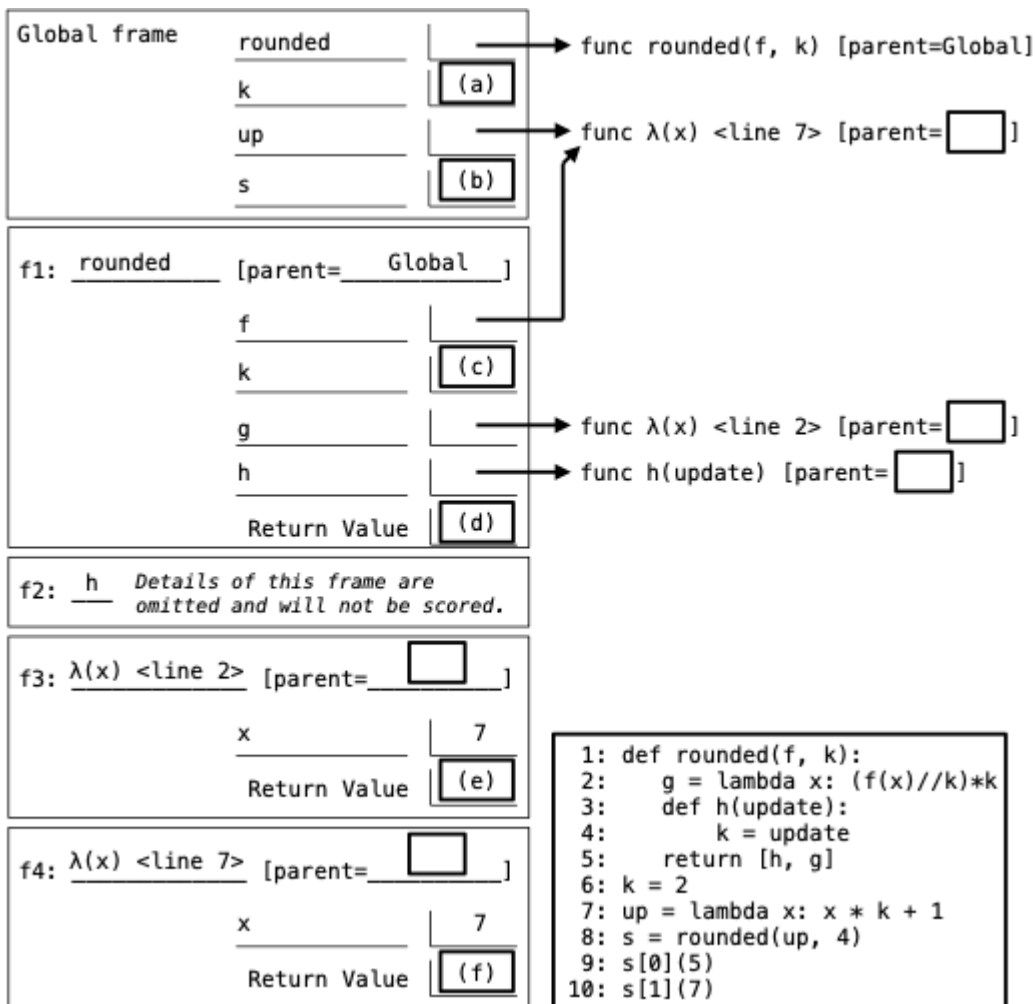 Global frame
rounded
func rounded(f, k) [parent=Global]
k
(a)
up
func λ(x) <line 7> [parent= ]
s
(b)
f1: rounded [parent= Global ]
f
k
(c)
g
func λ(x) <line 2> [parent= ]
h
func h(update) [parent= ]
Return Value
(d)
f2: h Details of this frame are
omitted and will not be scored.
f3: λ(x) <line 2> [parent= ]
x 7
Return Value (e)
f4: λ(x) <line 7> [parent= ]
x 7
Return Value (f)
1: def rounded(f, k):
2: g = lambda x: (f(x)//k)*k
3: def h(update):
4: k = update
5: return [h, g]
6: k = 2
7: up = lambda x: x * k + 1
8: s = rounded(up, 4)
9: s[0](5)
10: s[1](7)